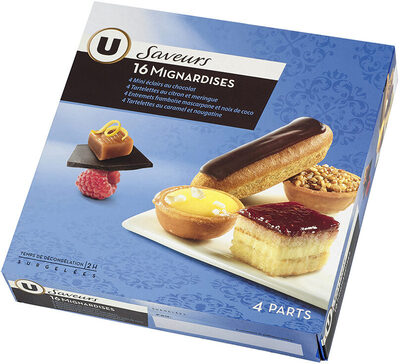 U
Saveurs
16 MIGNARDISES
4 Mini éclairs au chocolat
4 Tartelettes au citron et meringue
4 Entremets framboise mascarpone et noix de coco
4 Tartelettes au caramel et nougatine
TEMPS DE DÉCONGÉLATION 2H
SURGELÉES
4 PARTS
U
Saveurs
16 MIGNARDISES